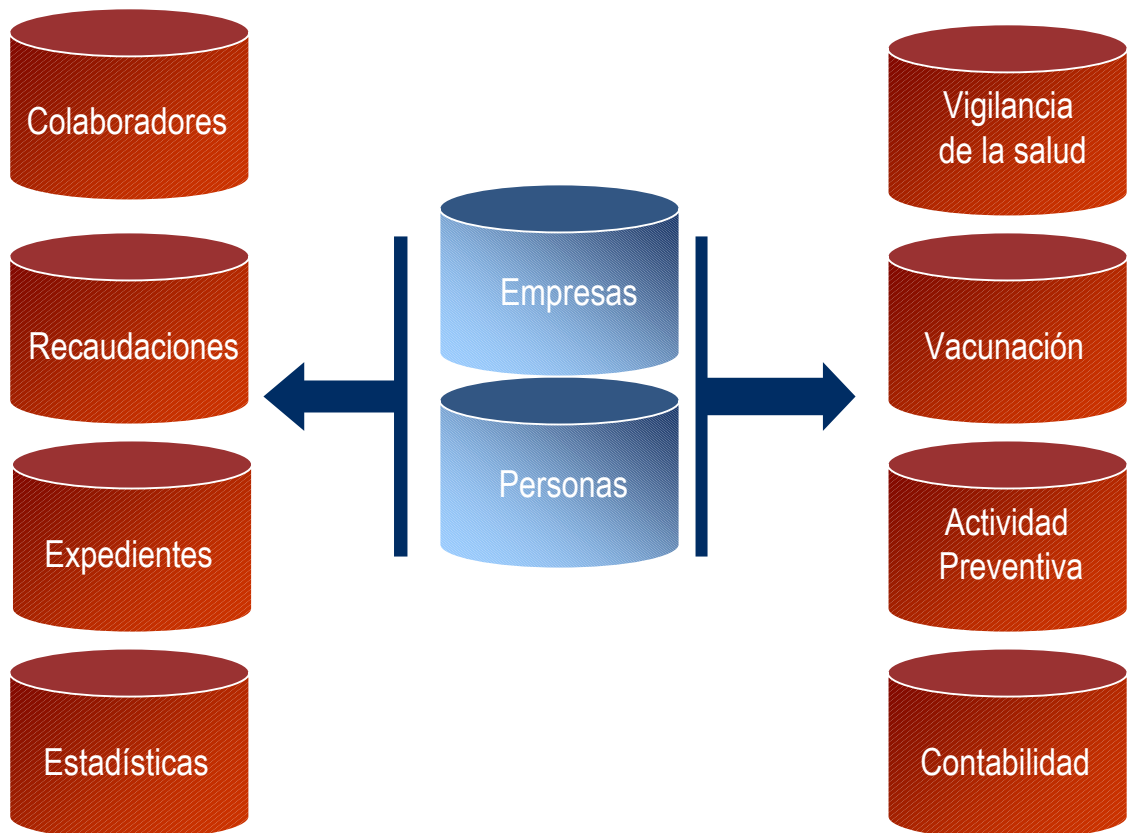 Colaboradores
Recaudaciones
Expedientes
Estadísticas
Empresas
Personas
Vigilancia
de la salud
Vacunación
Actividad
Preventiva
Contabilidad